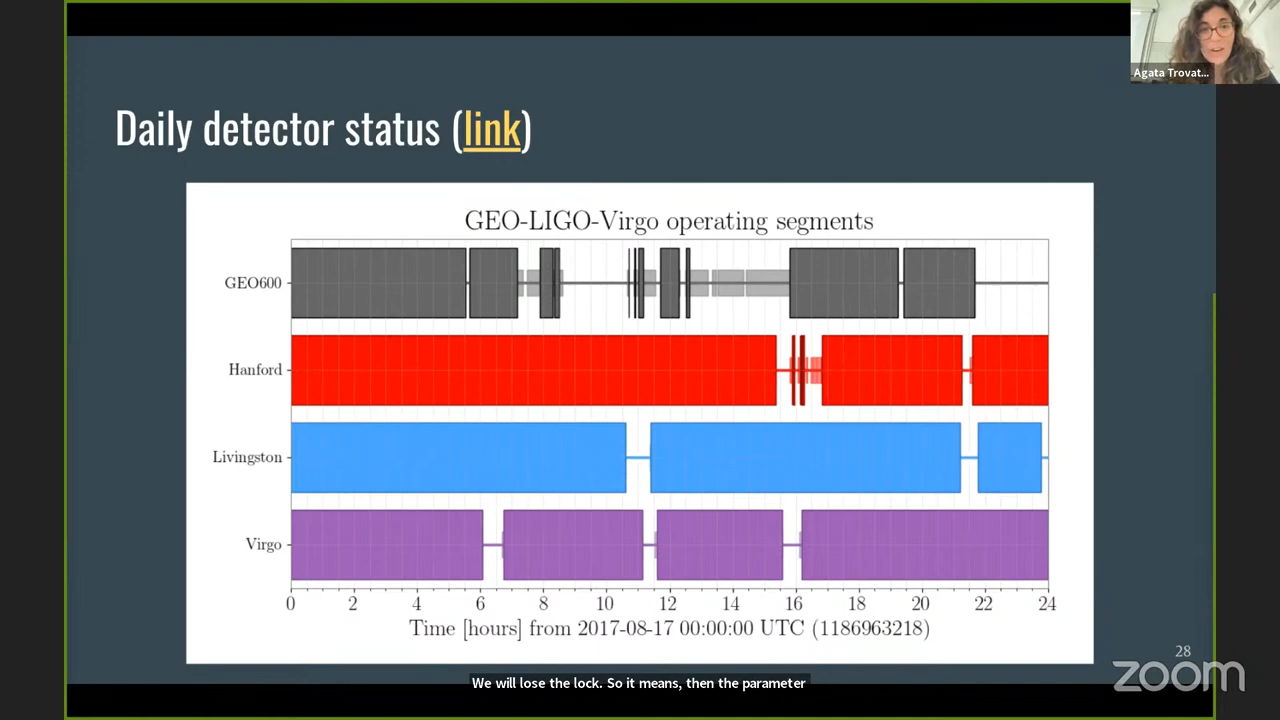 Agata Trovat...
Daily detector status (link)
GEO-LIGO-Virgo operating segments
GEO600
Hanford
Livingston
Virgo
0 2 4 6 8 10 12 14 16 18 20 22 24
Time [hours] from 2017-08-17 00:00:00 UTC (1186963218)
28
zoom
We will lose the lock. So it means, then the parameter